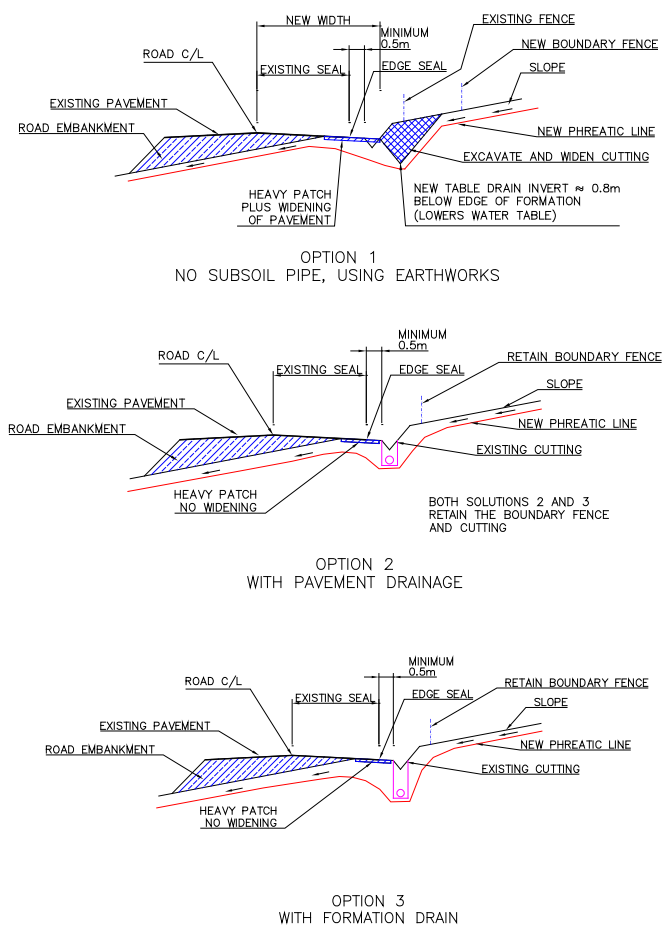 EXISTING FENCE
NEW WIDTH
MINIMUM
0.5m
NEW BOUNDARY FENCE
ROAD C/L
EDGE SEAL
SLOPE
EXISTING SEAL
EXISTING PAVEMENT
ROAD EMBANKMENT
NEW PHREATIC LINE
EXCAVATE AND WIDEN CUTTING
HEAVY PATCH
PLUS WIDENING
OF PAVEMENT
NEW TABLE DRAIN INVERT ≈ 0.8m
BELOW EDGE OF FORMATION
(LOWERS WATER TABLE)
OPTION 1
NO SUBSOIL PIPE, USING EARTHWORKS
MINIMUM
0.5m
ROAD C/L
RETAIN BOUNDARY FENCE
EXISTING SEAL
EDGE SEAL
SLOPE
EXISTING PAVEMENT
NEW PHREATIC LINE
ROAD EMBANKMENT
EXISTING CUTTING
HEAVY PATCH
NO WIDENING
BOTH SOLUTIONS 2 AND 3
RETAIN THE BOUNDARY FENCE
AND CUTTING
OPTION 2
WITH PAVEMENT DRAINAGE
MINIMUM
0.5m
ROAD C/L
RETAIN BOUNDARY FENCE
EXISTING SEAL
EDGE SEAL
SLOPE
EXISTING PAVEMENT
NEW PHREATIC LINE
ROAD EMBANKMENT
EXISTING CUTTING
HEAVY PATCH
NO WIDENING
OPTION 3
WITH FORMATION DRAIN